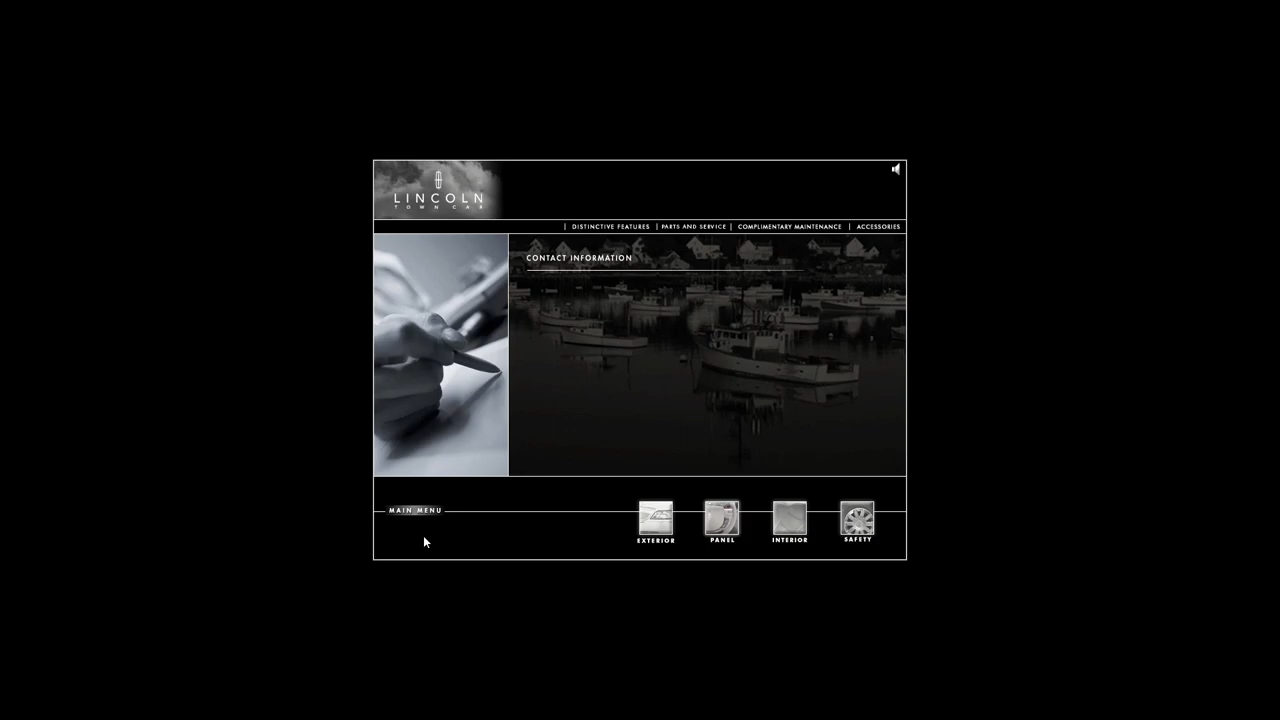 LINCOLN
TOWN CAR
DISTINCTIVE FEATURES | PARTS AND SERVICE | COMPLIMENTARY MAINTENANCE | ACCESSORIES
CONTACT INFORMATION
MAIN MENU
EXTERIOR
PANEL
INTERIOR
SAFETY